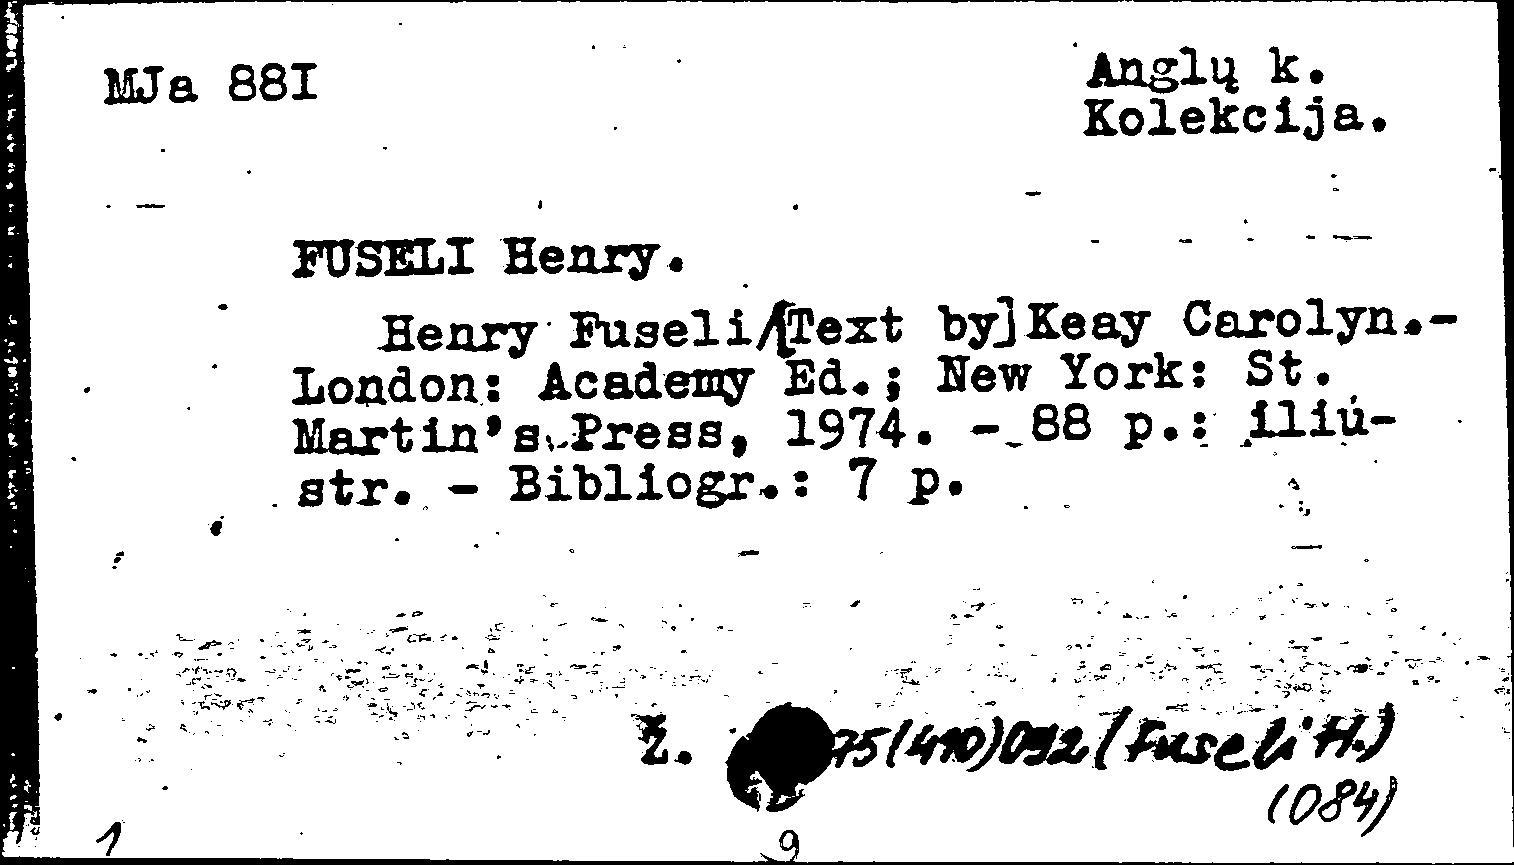 MJa 88I
Anglų k.
Kolekcija.
FUSELI Henry.
Henry Fuseli/[Text by] Keay Carolyn.-
London: Academy Ed.; New York: St.
Martin's Press, 1974. - 88 p.: iliu-
str. - Bibliogr.: 7 p.
Ž. 75(410)092(Fuseli H.)
(084)
1 9